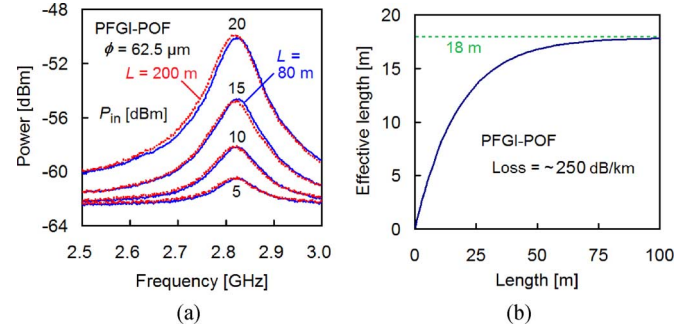 (a)
PFGI-POF
ϕ = 62.5 μm
L = 200 m
L =
80 m
20
15
10
5
P_in [dBm]
Power [dBm]
-48
-52
-56
-60
-64
2.5
2.6
2.7
2.8
2.9
3.0
Frequency [GHz]
(a)
(b)
20
15
10
5
0
Effective length [m]
18 m
PFGI-POF
Loss = ~250 dB/km
0
25
50
75
100
Length [m]
(b)